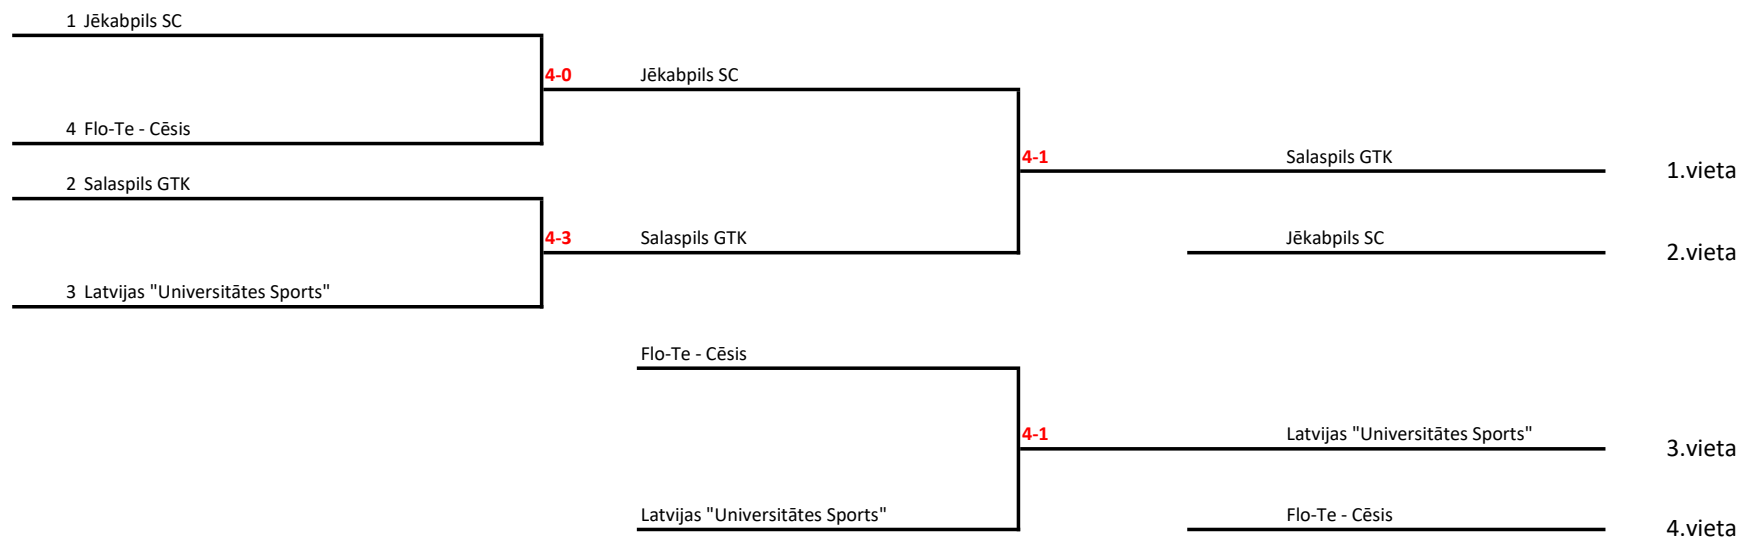 1 Jēkabpils SC
4-0 Jēkabpils SC
4 Flo-Te - Cēsis
4-1 Salaspils GTK 1.vieta
2 Salaspils GTK
4-3 Salaspils GTK Jēkabpils SC 2.vieta
3 Latvijas "Universitātes Sports"
Flo-Te - Cēsis
4-1 Latvijas "Universitātes Sports" 3.vieta
Latvijas "Universitātes Sports" Flo-Te - Cēsis 4.vieta